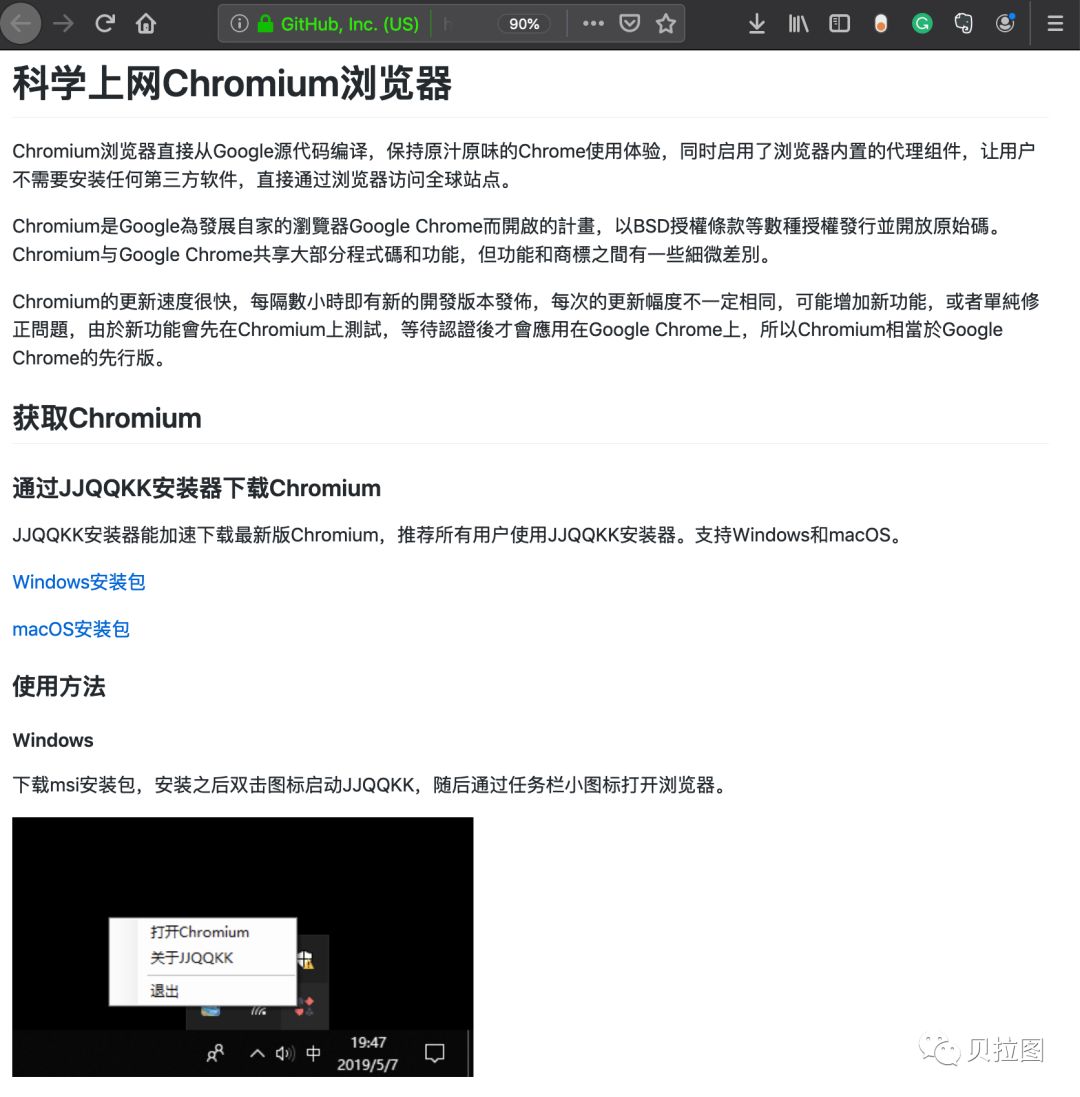 GitHub, Inc. (US)
90%
科学上网Chromium浏览器
Chromium浏览器直接从Google源代码编译，保持原汁原味的Chrome使用体验，同时启用了浏览器内置的代理组件，让用户
不需要安装任何第三方软件，直接通过浏览器访问全球站点。
Chromium是Google為發展自家的瀏覽器Google Chrome而開啟的計畫，以BSD授權條款等數種授權發行並開放原始碼。
Chromium与Google Chrome共享大部分程式碼和功能，但功能和商標之間有一些細微差別。
Chromium的更新速度很快，每隔數小時即有新的開發版本發佈，每次的更新幅度不一定相同，可能增加新功能，或者單純修
正問題，由於新功能會先在Chromium上測試，等待認證後才會應用在Google Chrome上，所以Chromium相當於Google
Chrome的先行版。
获取Chromium
通过JJQQKK安装器下载Chromium
JJQQKK安装器能加速下载最新版Chromium，推荐所有用户使用JJQQKK安装器。支持Windows和macOS。
Windows安装包
macOS安装包
使用方法
Windows
下载msi安装包，安装之后双击图标启动JJQQKK，随后通过任务栏小图标打开浏览器。
打开Chromium
关于JJQQKK
退出
中
19:47
2019/5/7
贝拉图